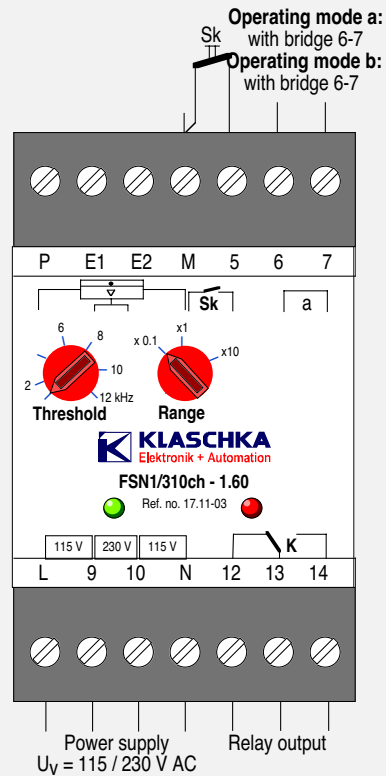 Operating mode a:
with bridge 6-7
Operating mode b:
with bridge 6-7
Sk
P E1 E2 M 5 6 7
Sk
a
2
6
8
10
12 kHz
Threshold
x 0.1
x1
x10
Range
K KLASCHKA
Elektronik + Automation
FSN1/310ch - 1.60
Ref. no. 17.11-03
115 V 230 V 115 V
K
L 9 10 N 12 13 14
Power supply
UV = 115 / 230 V AC
Relay output